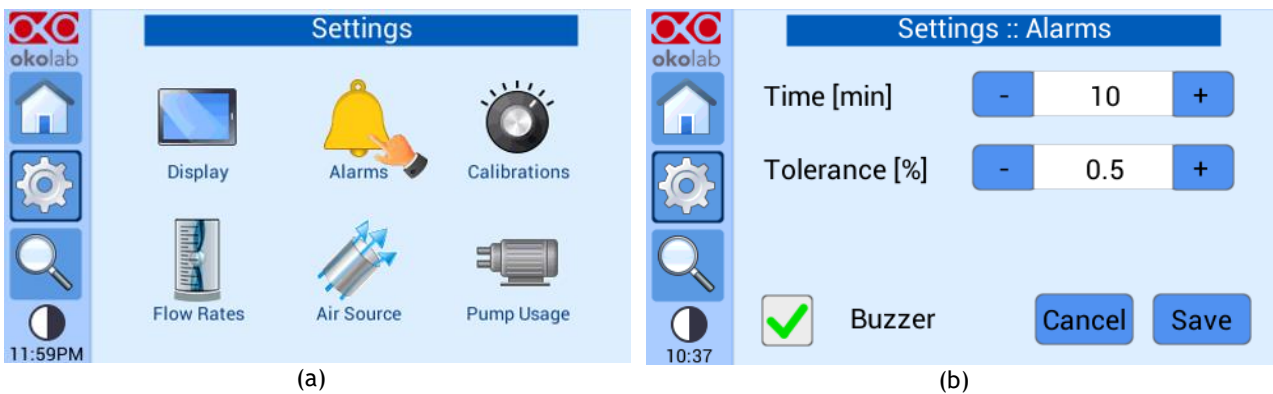 Settings
okolab
Display
Alarms
Calibrations
Flow Rates
Air Source
Pump Usage
11:59PM
(a)
Settings :: Alarms
okolab
Time [min]
- 10 +
Tolerance [%]
- 0.5 +
Buzzer
Cancel
Save
10:37
(b)